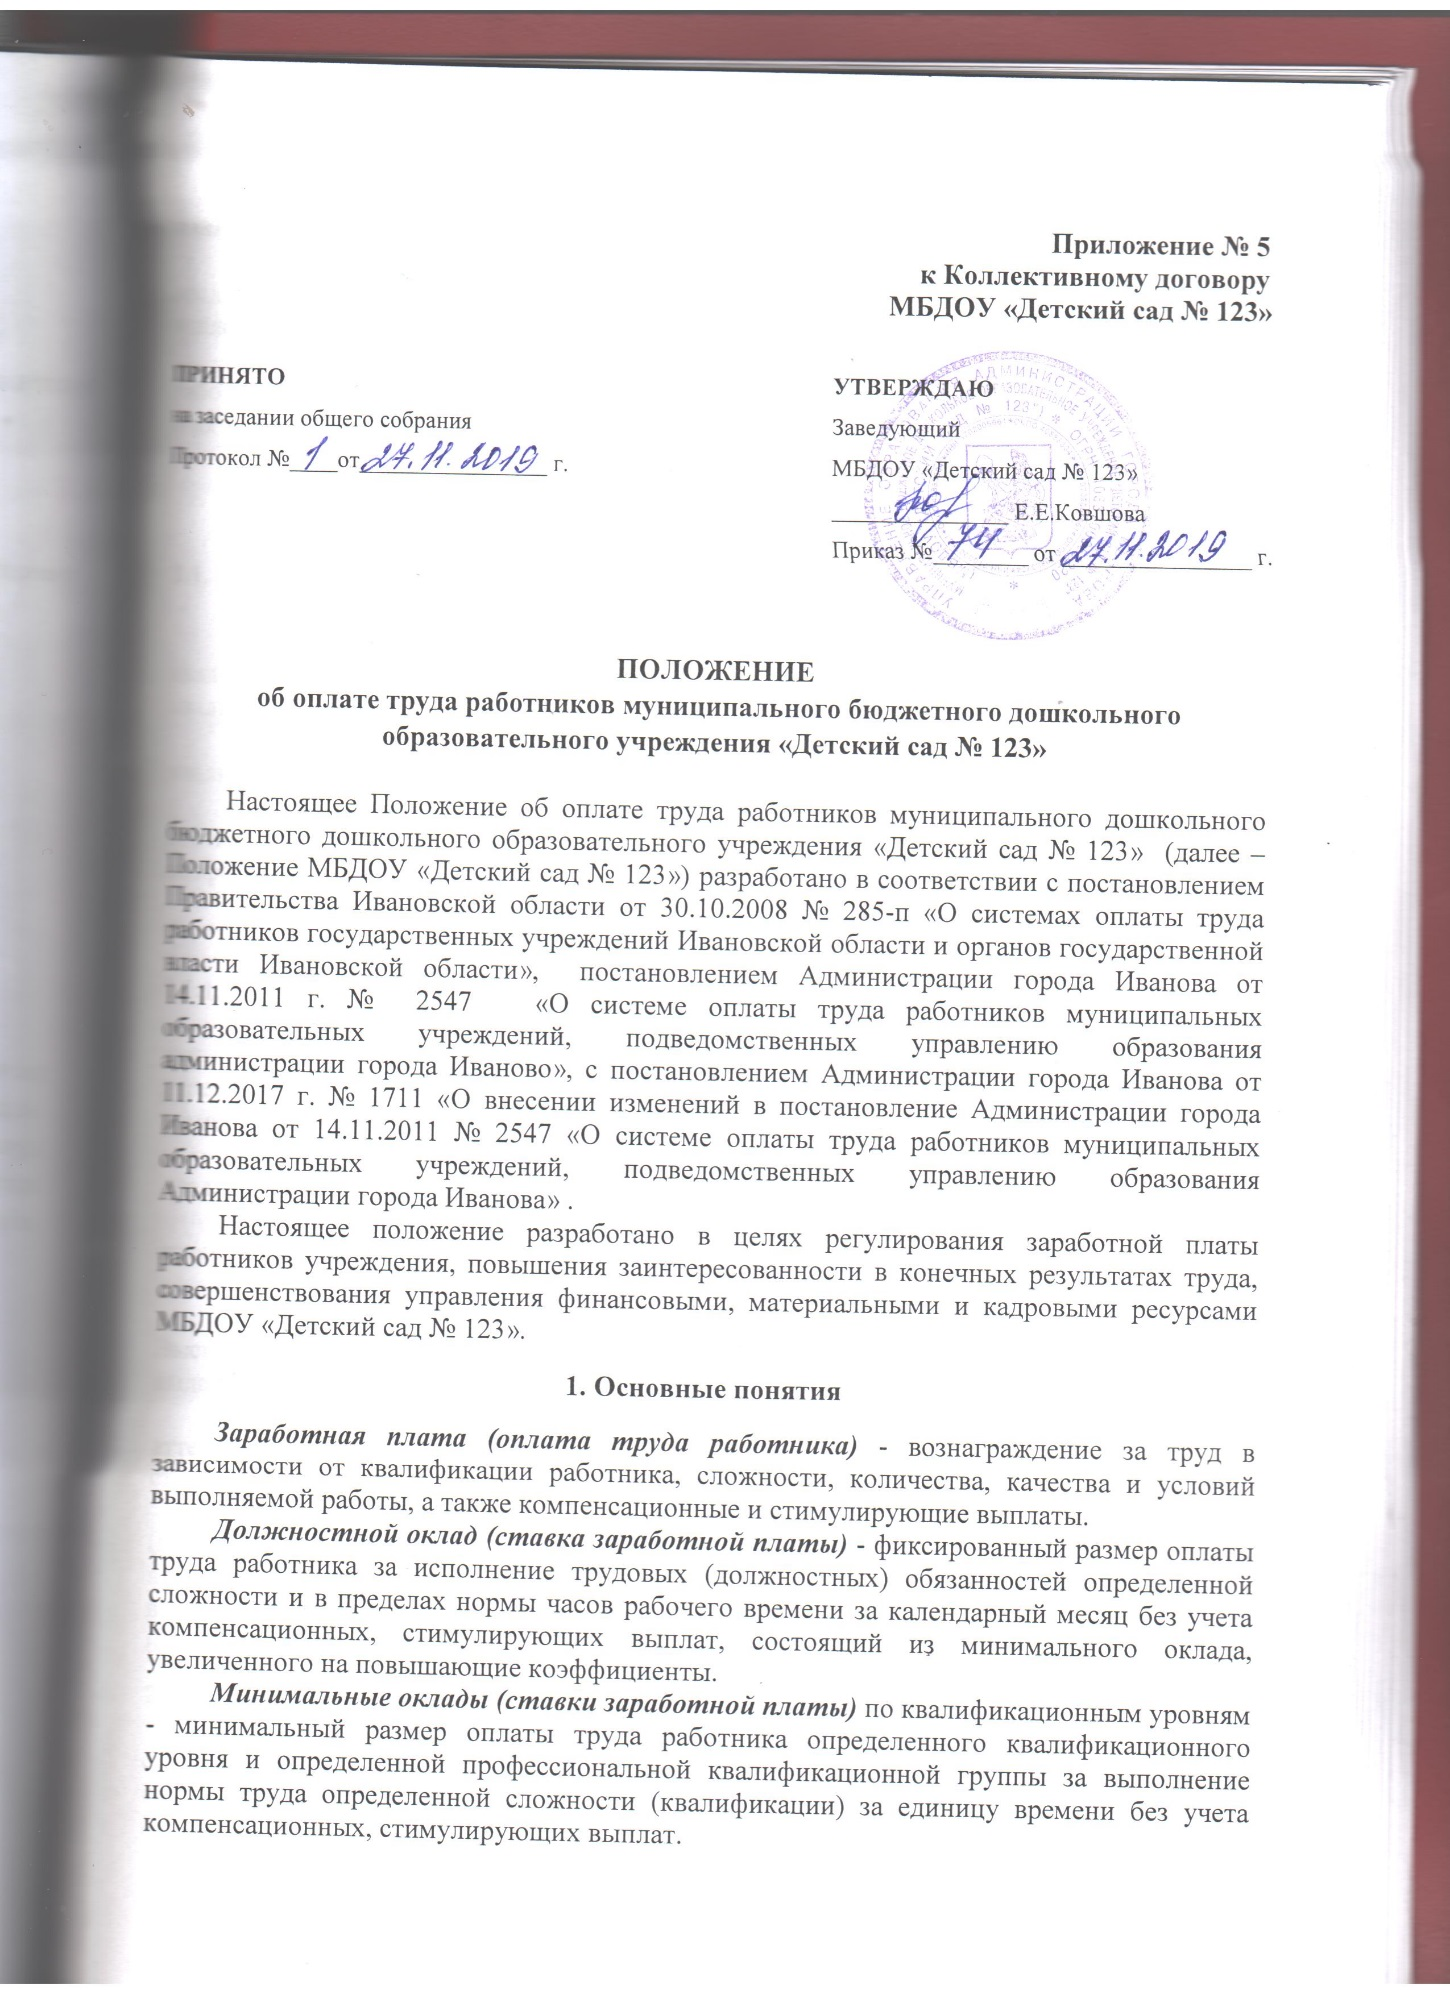 Приложение № 5
к Коллективному договору
МБДОУ «Детский сад № 123»
ПРИНЯТО
на заседании общего собрания
Протокол № 1 от 27.11.2019 г.
УТВЕРЖДАЮ
Заведующий
МБДОУ «Детский сад № 123»
Е.Е.Ковшова
Приказ № 74 от 27.11.2019 г.
ПОЛОЖЕНИЕ
об оплате труда работников муниципального бюджетного дошкольного
образовательного учреждения «Детский сад № 123»
Настоящее Положение об оплате труда работников муниципального дошкольного
бюджетного дошкольного образовательного учреждения «Детский сад № 123» (далее –
Положение МБДОУ «Детский сад № 123») разработано в соответствии с постановлением
Правительства Ивановской области от 30.10.2008 № 285-п «О системах оплаты труда
работников государственных учреждений Ивановской области и органов государственной
власти Ивановской области», постановлением Администрации города Иванова от
14.11.2011 г. № 2547 «О системе оплаты труда работников муниципальных
образовательных учреждений, подведомственных управлению образования
администрации города Иваново», с постановлением Администрации города Иванова от
11.12.2017 г. № 1711 «О внесении изменений в постановление Администрации города
Иванова от 14.11.2011 № 2547 «О системе оплаты труда работников муниципальных
образовательных учреждений, подведомственных управлению образования
Администрации города Иванова» .
Настоящее положение разработано в целях регулирования заработной платы
работников учреждения, повышения заинтересованности в конечных результатах труда,
совершенствования управления финансовыми, материальными и кадровыми ресурсами
МБДОУ «Детский сад № 123».
1. Основные понятия
Заработная плата (оплата труда работника) - вознаграждение за труд в
зависимости от квалификации работника, сложности, количества, качества и условий
выполняемой работы, а также компенсационные и стимулирующие выплаты.
Должностной оклад (ставка заработной платы) - фиксированный размер оплаты
труда работника за исполнение трудовых (должностных) обязанностей определенной
сложности и в пределах нормы часов рабочего времени за календарный месяц без учета
компенсационных, стимулирующих выплат, состоящий из минимального оклада,
увеличенного на повышающие коэффициенты.
Минимальные оклады (ставки заработной платы) по квалификационным уровням
- минимальный размер оплаты труда работника определенного квалификационного
уровня и определенной профессиональной квалификационной группы за выполнение
нормы труда определенной сложности (квалификации) за единицу времени без учета
компенсационных, стимулирующих выплат.